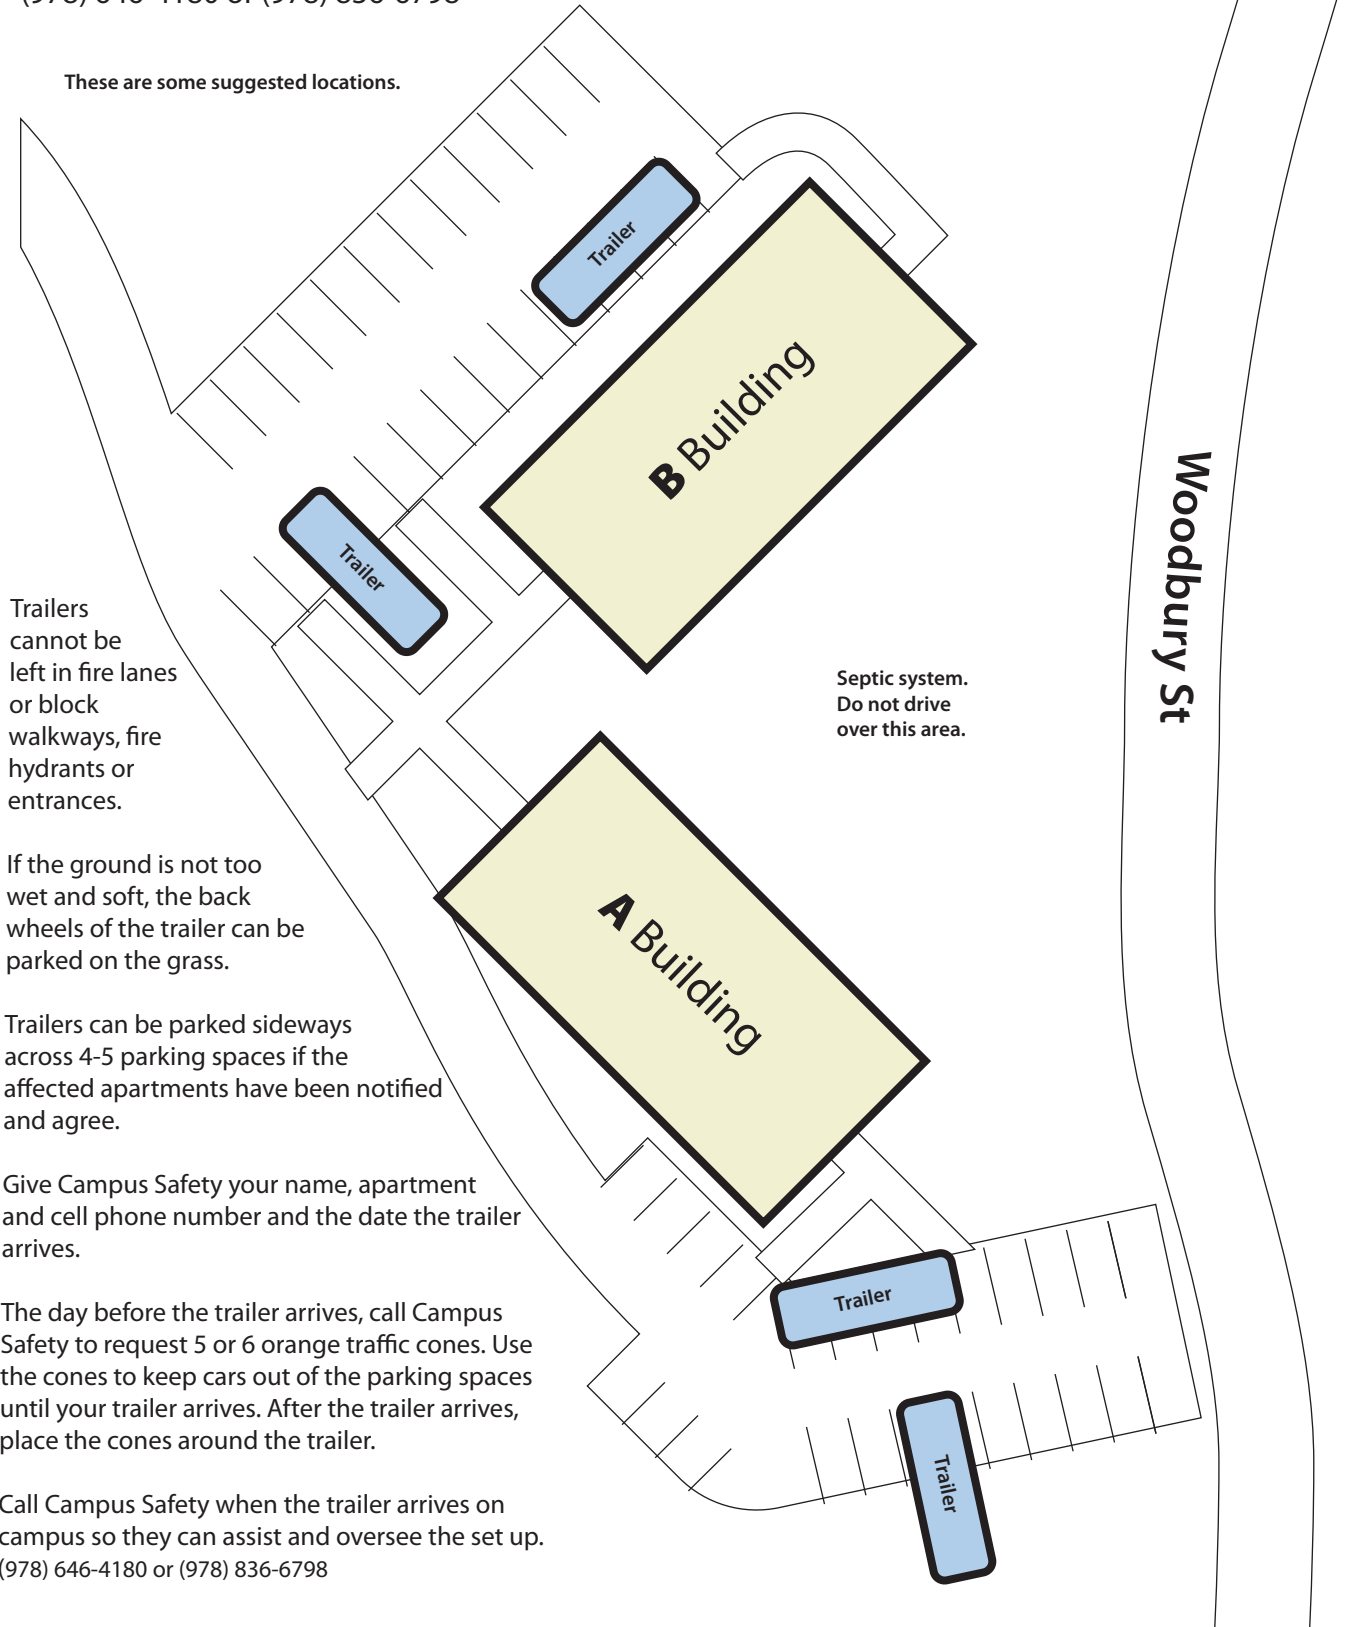 (978) 646-4180 or (978) 836-6798
These are some suggested locations.
Trailer
B Building
Trailer
Woodbury St
Trailers
cannot be
left in fire lanes
or block
walkways, fire
hydrants or
entrances.
Septic system.
Do not drive
over this area.
If the ground is not too
wet and soft, the back
wheels of the trailer can be
parked on the grass.
A Building
Trailers can be parked sideways
across 4-5 parking spaces if the
affected apartments have been notified
and agree.
Give Campus Safety your name, apartment
and cell phone number and the date the trailer
arrives.
Trailer
The day before the trailer arrives, call Campus
Safety to request 5 or 6 orange traffic cones. Use
the cones to keep cars out of the parking spaces
until your trailer arrives. After the trailer arrives,
place the cones around the trailer.
Trailer
Call Campus Safety when the trailer arrives on
campus so they can assist and oversee the set up.
(978) 646-4180 or (978) 836-6798